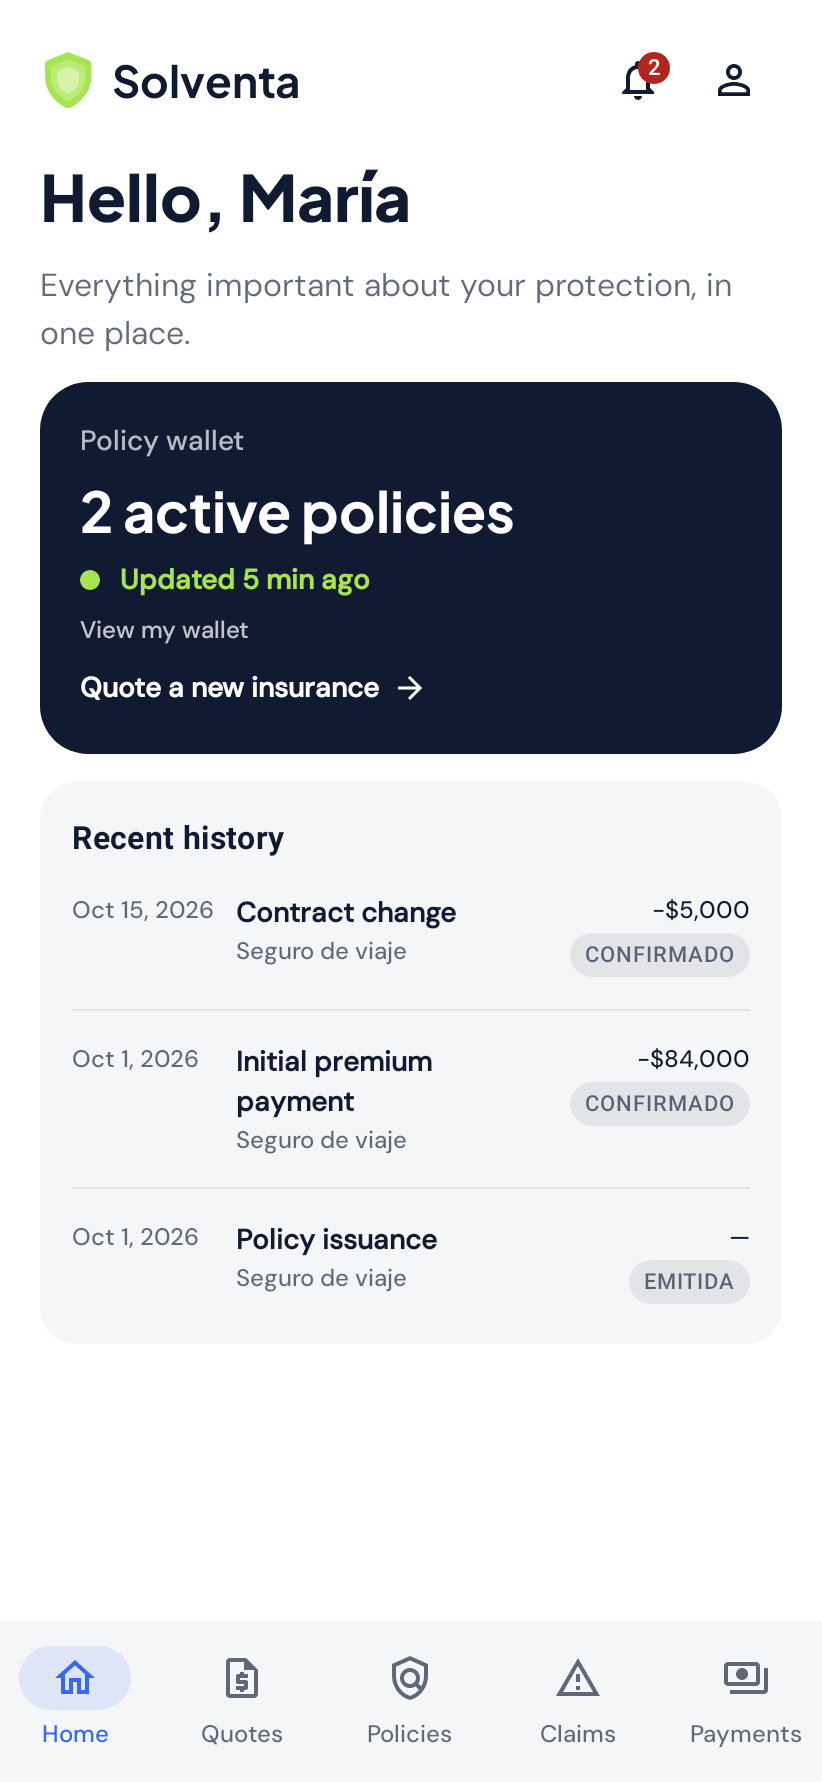 Solventa
2
Hello, María
Everything important about your protection, in
one place.
Policy wallet
2 active policies
Updated 5 min ago
View my wallet
Quote a new insurance →
Recent history
Oct 15, 2026 Contract change -$5,000
Seguro de viaje CONFIRMADO
Oct 1, 2026 Initial premium -$84,000
payment CONFIRMADO
Seguro de viaje
Oct 1, 2026 Policy issuance —
Seguro de viaje EMITIDA
Home Quotes Policies Claims Payments